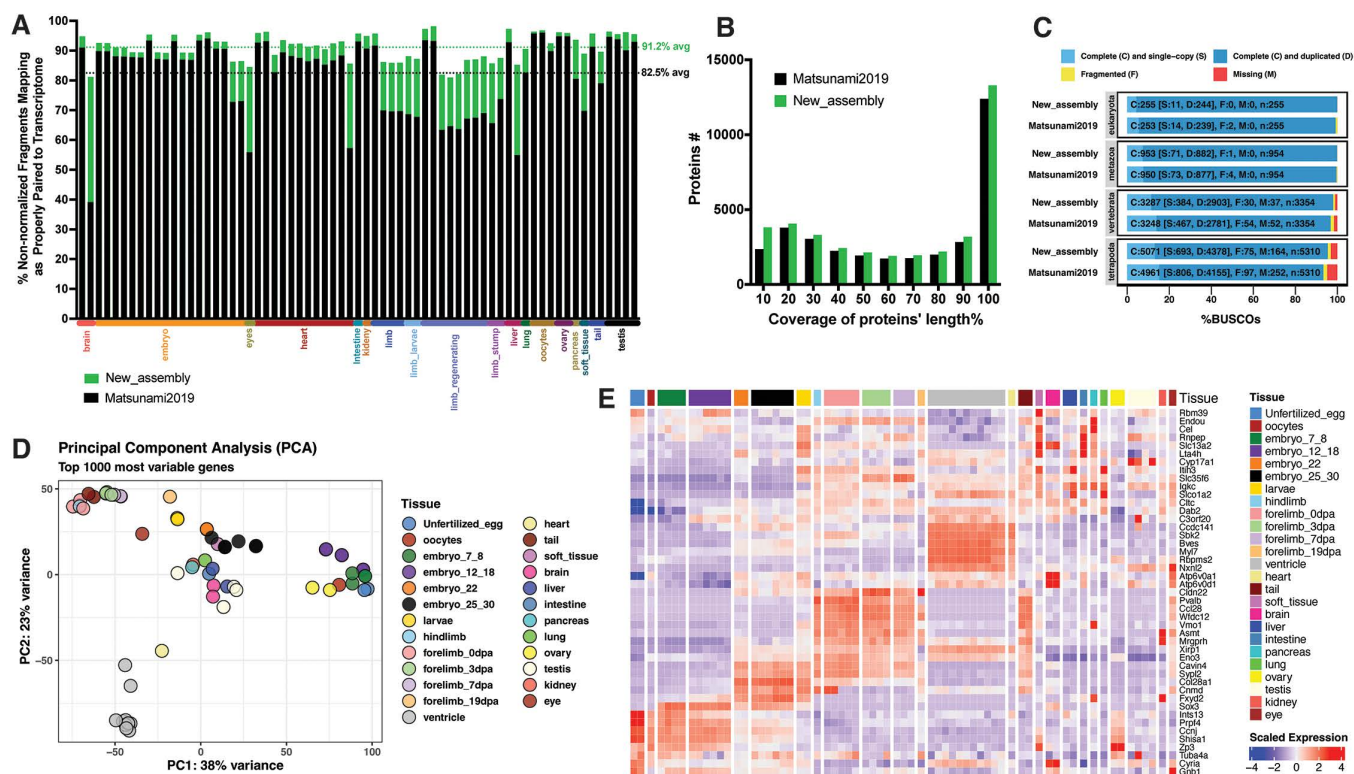 A
% Non-normalized Fragments Mapping
as Properly Paired to Transcriptome
100
90
80
70
60
50
40
30
20
10
0
91.2% avg
82.5% avg
brain
embryo
eyes
heart
Intestine
kideny
limb
limb_larvae
limb_regenerating
limb_stump
liver
lung
oocytes
ovary
pancreas
soft_tissue
tail
testis
New_assembly
Matsunami2019
B
Proteins #
15000
10000
5000
0
Matsunami2019
New_assembly
10 20 30 40 50 60 70 80 90 100
Coverage of proteins' length%
C
Complete (C) and single-copy (S)
Complete (C) and duplicated (D)
Fragmented (F)
Missing (M)
eukaryota
New_assembly C:255 [S:11, D:244], F:0, M:0, n:255
Matsunami2019 C:253 [S:14, D:239], F:2, M:0, n:255
metazoa
New_assembly C:953 [S:71, D:882], F:1, M:0, n:954
Matsunami2019 C:950 [S:73, D:877], F:4, M:0, n:954
vertebrata
New_assembly C:3287 [S:384, D:2903], F:30, M:37, n:3354
Matsunami2019 C:3248 [S:467, D:2781], F:54, M:52, n:3354
tetrapoda
New_assembly C:5071 [S:693, D:4378], F:75, M:164, n:5310
Matsunami2019 C:4961 [S:806, D:4155], F:97, M:252, n:5310
0 20 40 60 80 100
%BUSCOs
D
Principal Component Analysis (PCA)
Top 1000 most variable genes
PC2: 23% variance
50
0
−50
−50 0 50 100
PC1: 38% variance
Tissue
Unfertilized_egg
oocytes
embryo_7_8
embryo_12_18
embryo_22
embryo_25_30
larvae
hindlimb
forelimb_0dpa
forelimb_3dpa
forelimb_7dpa
forelimb_19dpa
ventricle
heart
tail
soft_tissue
brain
liver
intestine
pancreas
lung
ovary
testis
kidney
eye
E
Tissue
Rbm39
Endou
Cel
Rnpep
Slc13a2
Lta4h
Cyp17a1
Itih3
Slc35f6
Igkc
Slco1a2
Cltc
Dab2
C3orf20
Ccdc141
Sbk2
Bves
Myl7
Rbpms2
Nxnl2
Atp6v0a1
Atp6v0d1
Cldn22
Pvalb
Ccl28
Wfdc12
Vmo1
Asmt
Mrgprh
Xirp1
Eno3
Cavin4
Sypl2
Col28a1
Cnmd
Fxyd2
Sox3
Ints13
Prpf4
Ccnj
Shisa1
Zp3
Tuba4a
Cyria
Gnb1
Tissue
Unfertilized_egg
oocytes
embryo_7_8
embryo_12_18
embryo_22
embryo_25_30
larvae
hindlimb
forelimb_0dpa
forelimb_3dpa
forelimb_7dpa
forelimb_19dpa
ventricle
heart
tail
soft_tissue
brain
liver
intestine
pancreas
lung
ovary
testis
kidney
eye
Scaled Expression
−4 −2 0 2 4